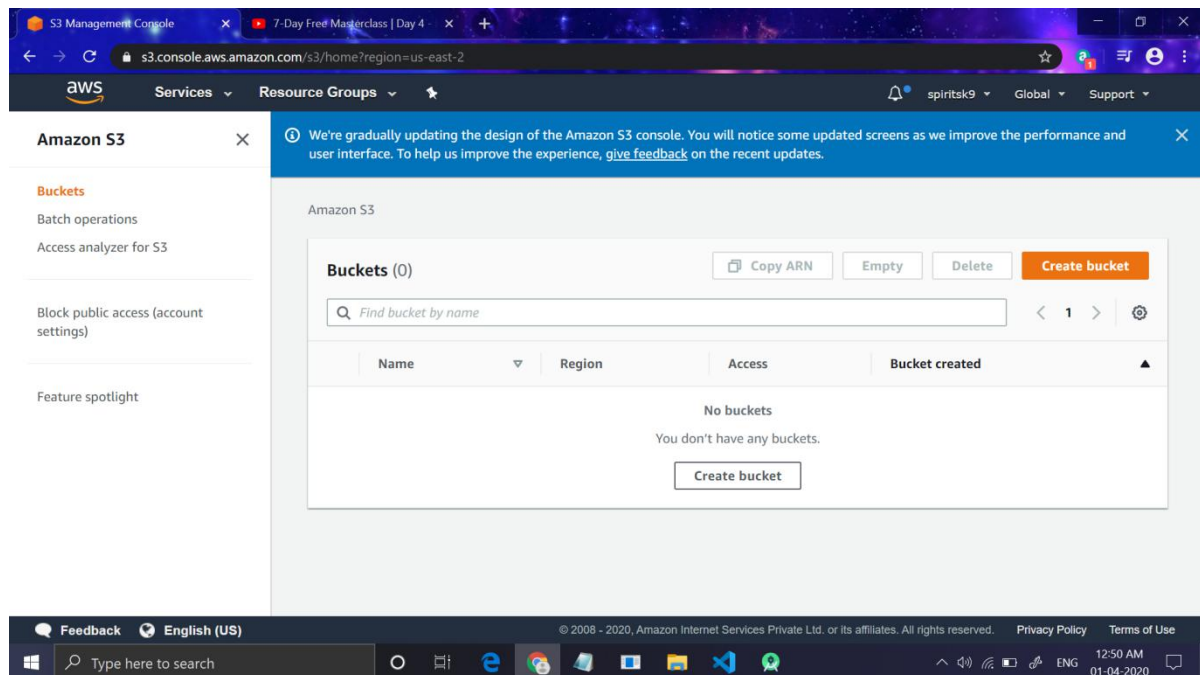 S3 Management Console
7-Day Free Masterclass | Day 4 -
s3.console.aws.amazon.com/s3/home?region=us-east-2
a 1
aws Services Resource Groups spiritsk9 Global Support
Amazon S3
We're gradually updating the design of the Amazon S3 console. You will notice some updated screens as we improve the performance and
user interface. To help us improve the experience, give feedback on the recent updates.
Buckets
Batch operations
Access analyzer for S3
Block public access (account
settings)
Feature spotlight
Amazon S3
Buckets (0) Copy ARN Empty Delete Create bucket
Find bucket by name 1
Name Region Access Bucket created
No buckets
You don't have any buckets.
Create bucket
Feedback English (US) © 2008 - 2020, Amazon Internet Services Private Ltd. or its affiliates. All rights reserved. Privacy Policy Terms of Use
Type here to search ENG 12:50 AM
01-04-2020